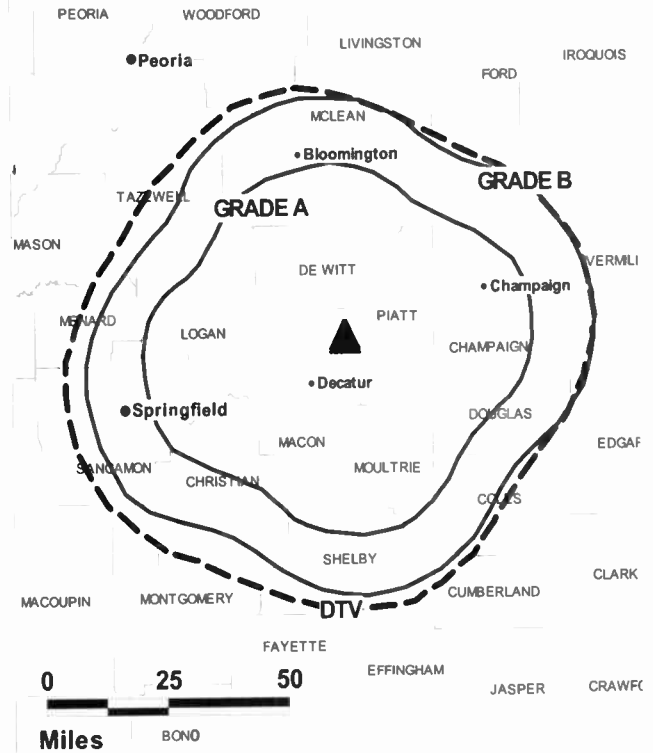 PEORIA WOODFORD
LIVINGSTON
IROQUOIS
Peoria
FORD
MCLEAN
Bloomington
GRADE B
TAZEWELL
GRADE A
MASON
VERMILI
DE WITT
Champaign
PIATT
MENARD
LOGAN
CHAMPAIGN
Decatur
Springfield
DOUGLAS
MACON
EDGAR
SANGAMON
MOULTRIE
CHRISTIAN
COLES
SHELBY
CLARK
CUMBERLAND
MACOUPIN MONTGOMERY
DTV
FAYETTE
EFFINGHAM
0 25 50
JASPER CRAWFO
Miles
BOND